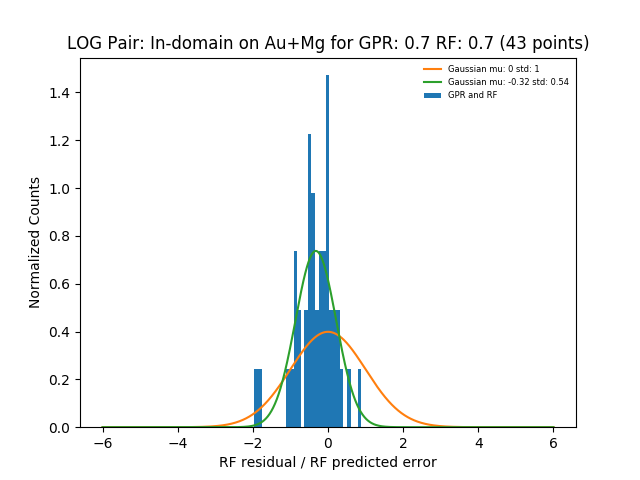 LOG Pair: In-domain on Au+Mg for GPR: 0.7 RF: 0.7 (43 points)
Gaussian mu: 0 std: 1
Gaussian mu: -0.32 std: 0.54
GPR and RF
1.4
1.2
1.0
0.8
0.6
0.4
0.2
0.0
Normalized Counts
−6 −4 −2 0 2 4 6
RF residual / RF predicted error